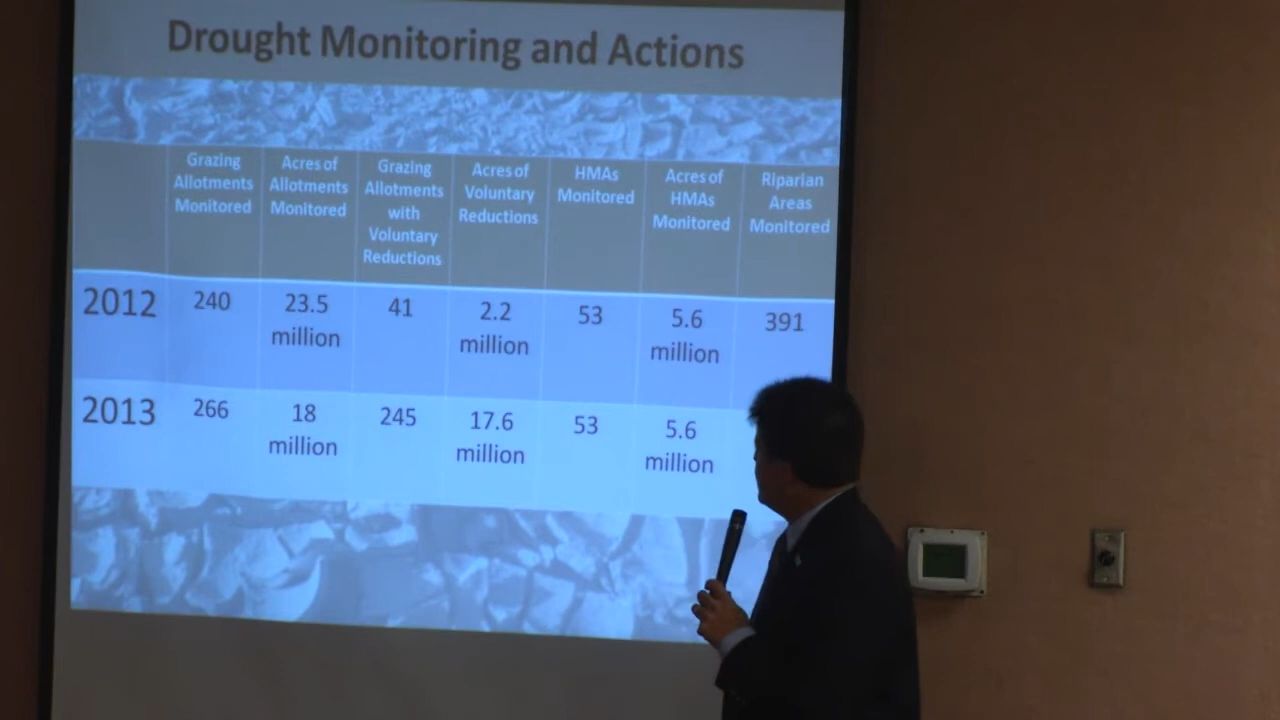 Drought Monitoring and Actions
Grazing
Allotments
Monitored
Acres of
Allotments
Monitored
Grazing
Allotments
with
Voluntary
Reductions
Acres of
Voluntary
Reductions
HMAs
Monitored
Acres of
HMAs
Monitored
Riparian
Areas
Monitored
2012
240
23.5
million
41
2.2
million
53
5.6
million
391
2013
266
18
million
245
17.6
million
53
5.6
million